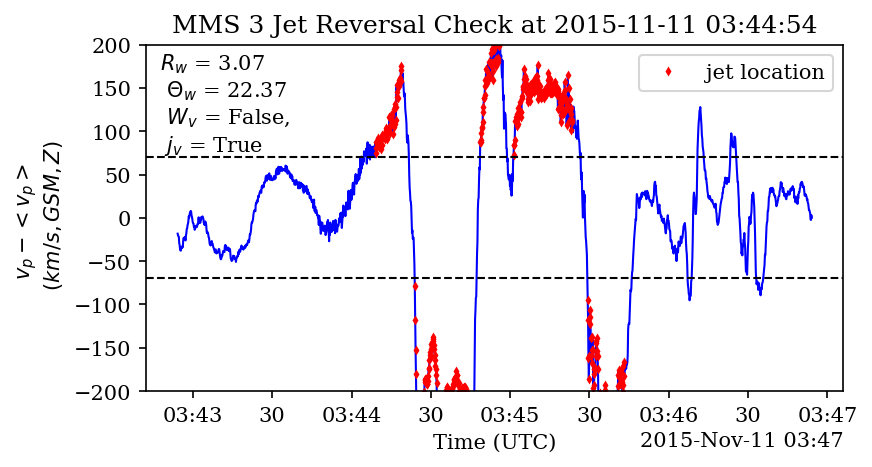 MMS 3 Jet Reversal Check at 2015-11-11 03:44:54
R_w = 3.07
Θ_w = 22.37
W_v = False,
j_v = True
jet location
200
150
100
50
0
−50
−100
−150
−200
v_p − < v_p >
(km/s, GSM, Z)
03:43 30 03:44 30 03:45 30 03:46 30 03:47
Time (UTC)
2015-Nov-11 03:47